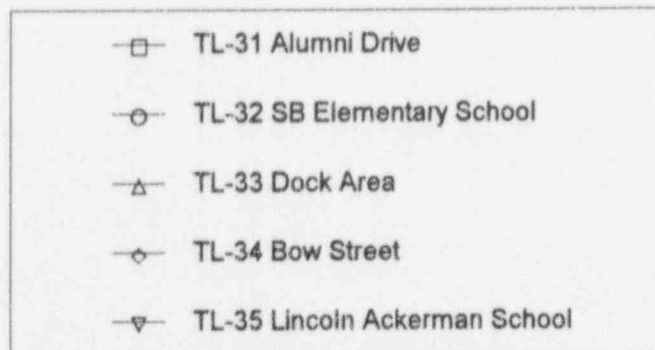 TL-31 Alumni Drive
TL-32 SB Elementary School
TL-33 Dock Area
TL-34 Bow Street
TL-35 Lincoln Ackerman School